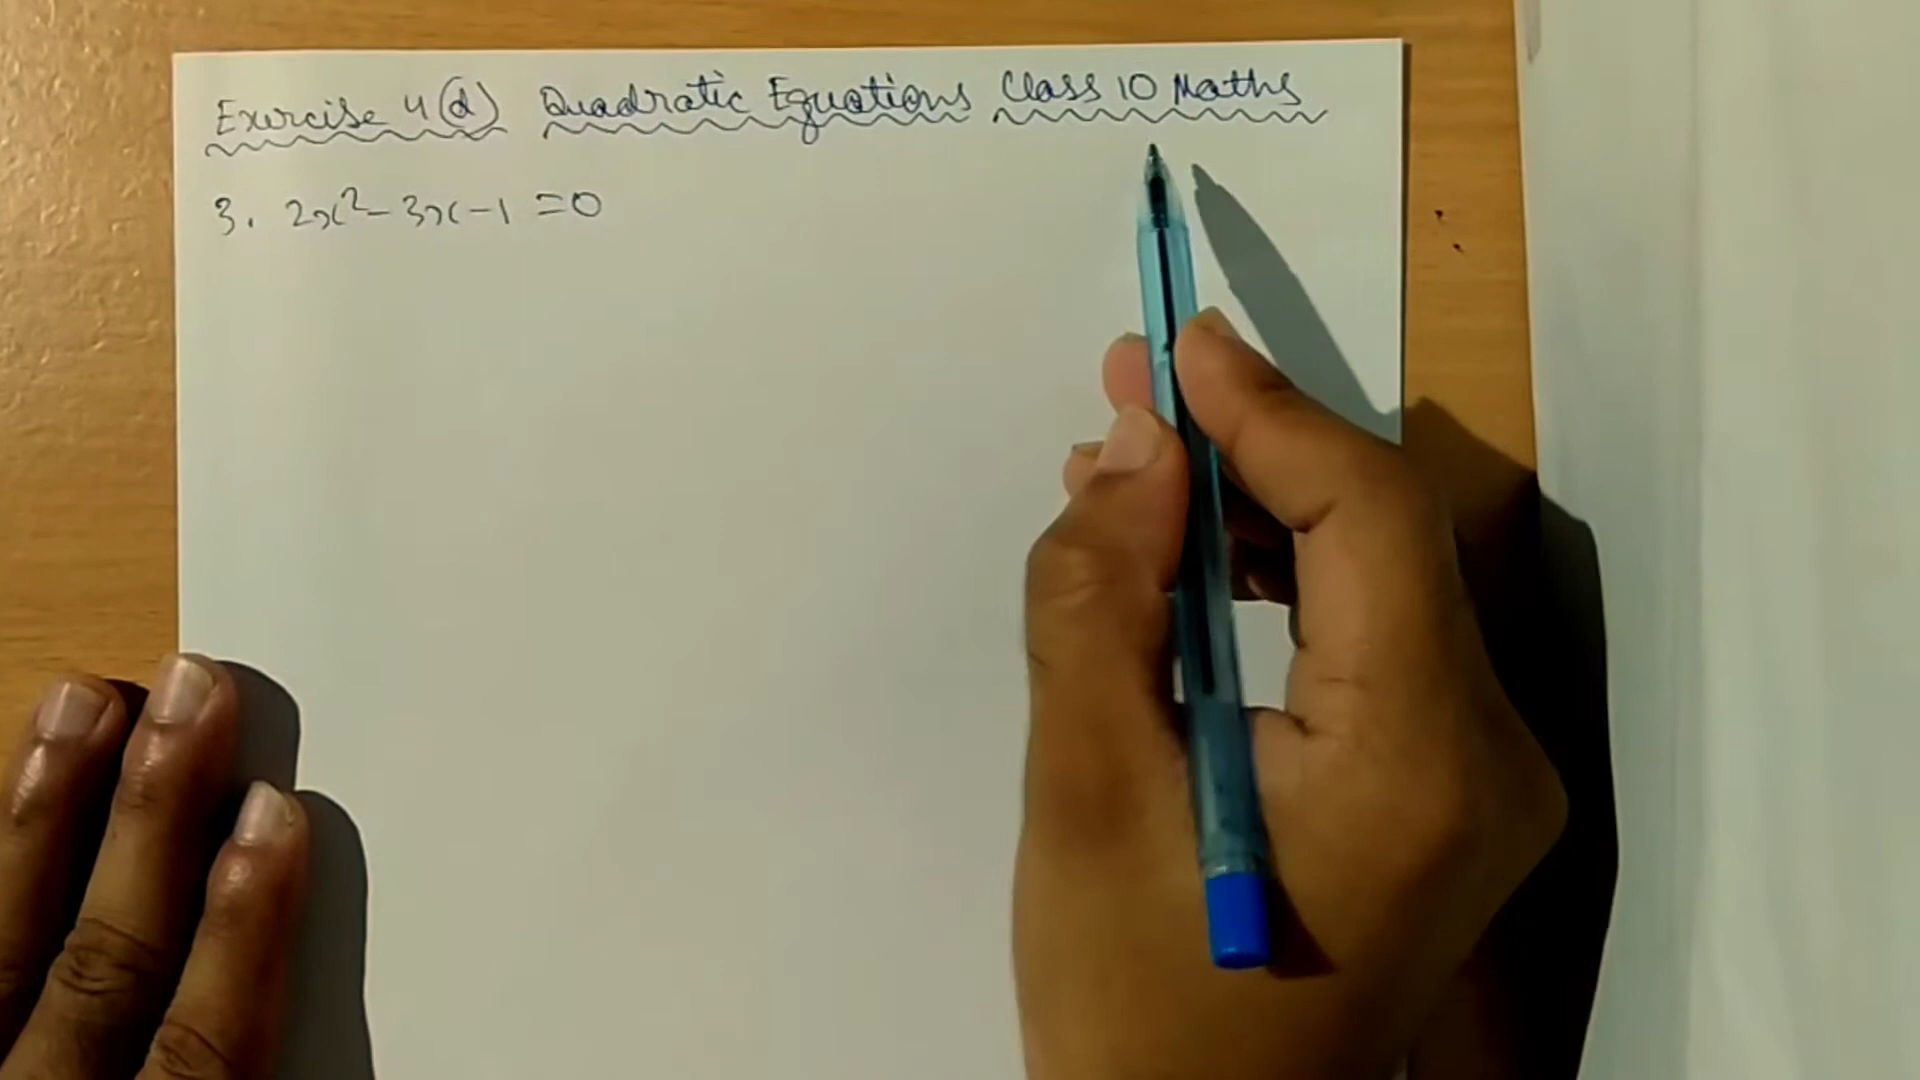 Exercise 4(d) Quadratic Equations Class 10 Maths
3. 2x² - 3x - 1 = 0